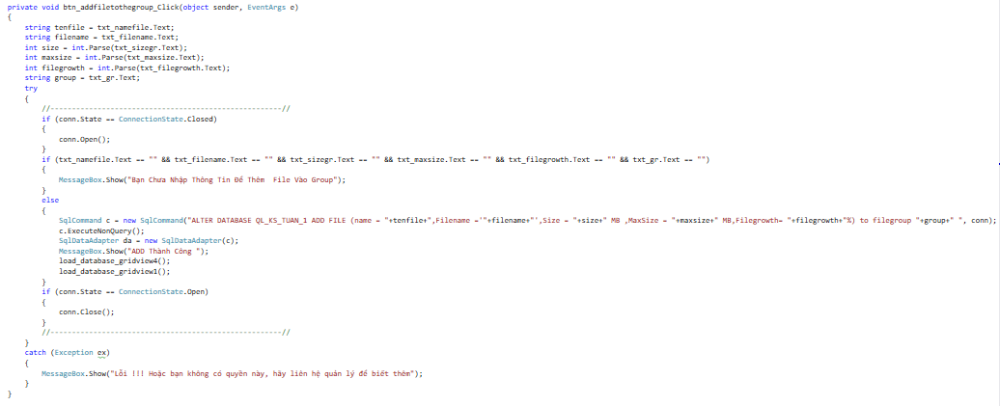 private void btn_addfiletothegroup_Click(object sender, EventArgs e)
{
string tenfile = txt_namefile.Text;
string filename = txt_filename.Text;
int size = int.Parse(txt_sizegr.Text);
int maxsize = int.Parse(txt_maxsize.Text);
int filegrowth = int.Parse(txt_filegrowth.Text);
string group = txt_gr.Text;
try
{
//------------------------------------------------------//
if (conn.State == ConnectionState.Closed)
{
conn.Open();
}
if (txt_namefile.Text == "" && txt_filename.Text == "" && txt_sizegr.Text == "" && txt_maxsize.Text == "" && txt_filegrowth.Text == "" && txt_gr.Text == "")
{
MessageBox.Show("Bạn Chưa Nhập Thông Tin Để Thêm  File Vào Group");
}
else
{
SqlCommand c = new SqlCommand("ALTER DATABASE QL_KS_TUAN_1 ADD FILE (name = "+tenfile+",Filename ='"+filename+"',Size = "+size+" MB ,MaxSize = "+maxsize+" MB,Filegrowth= "+filegrowth+"%) to filegroup "+group+" ", conn);
c.ExecuteNonQuery();
SqlDataAdapter da = new SqlDataAdapter(c);
MessageBox.Show("ADD Thành Công ");
load_database_gridview4();
load_database_gridview1();
}
if (conn.State == ConnectionState.Open)
{
conn.Close();
}
//------------------------------------------------------//
}
catch (Exception ex)
{
MessageBox.Show("Lỗi !!! Hoặc bạn không có quyền này, hãy liên hệ quản lý để biết thêm");
}
}